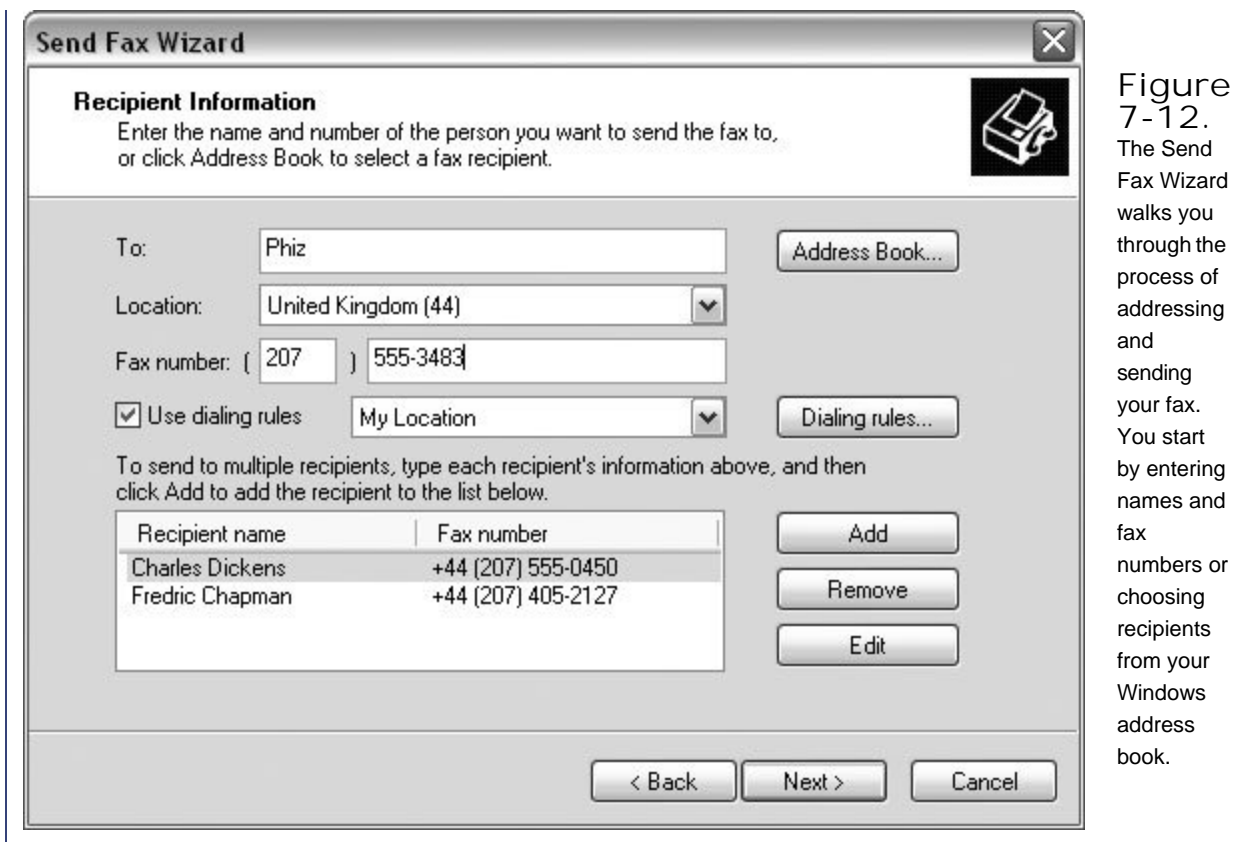 Send Fax Wizard
Recipient Information
Enter the name and number of the person you want to send the fax to,
or click Address Book to select a fax recipient.
To: Phiz Address Book...
Location: United Kingdom (44)
Fax number: ( 207 ) 555-3483
Use dialing rules My Location Dialing rules...
To send to multiple recipients, type each recipient's information above, and then
click Add to add the recipient to the list below.
Recipient name Fax number
Charles Dickens +44 (207) 555-0450
Fredric Chapman +44 (207) 405-2127
Add
Remove
Edit
< Back Next > Cancel
Figure
7-12.
The Send
Fax Wizard
walks you
through the
process of
addressing
and
sending
your fax.
You start
by entering
names and
fax
numbers or
choosing
recipients
from your
Windows
address
book.